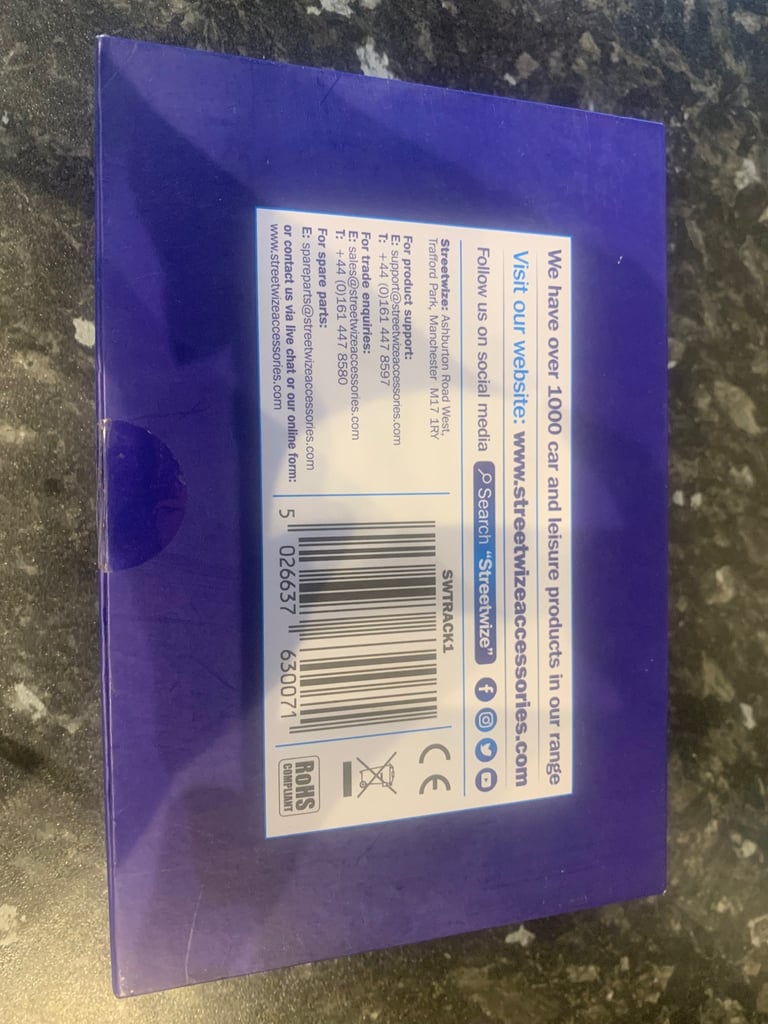 We have over 1000 car and leisure products in our range
Visit our website: www.streetwizeaccessories.com
Follow us on social media Search "Streetwize"
Streetwize: Ashburton Road West,
Trafford Park, Manchester M17 1RY
For product support:
E: support@streetwizeaccessories.com
T: +44 (0)161 447 8597
For trade enquiries:
E: sales@streetwizeaccessories.com
T: +44 (0)161 447 8580
For spare parts:
E: spareparts@streetwizeaccessories.com
or contact us via live chat or our online form:
www.streetwizeaccessories.com
SWTRACK1
5 026637 630071
CE
RoHS
COMPLIANT